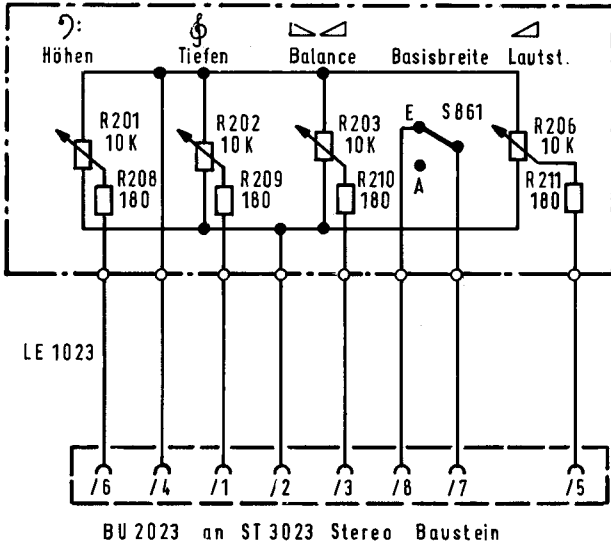 Höhen Tiefen Balance Basisbreite Lautst.
R201 10K
R202 10K
R203 10K
E S861
A
R206 10K
R208 180
R209 180
R210 180
R211 180
LE 1023
/6 /4 /1 /2 /3 /8 /7 /5
BU 2023 an ST 3023 Stereo Baustein